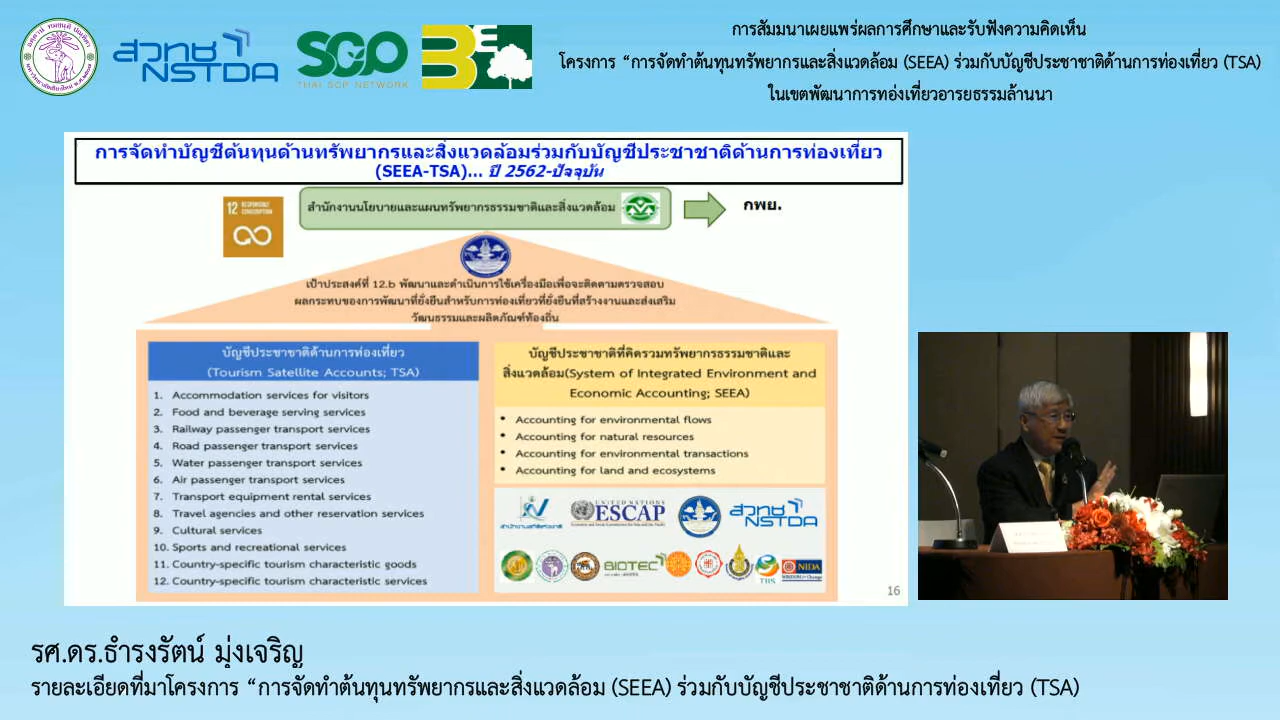 สวทช
NSTDA
SCP
THAI SCP NETWORK
การสัมมนาเผยแพร่ผลการศึกษาและรับฟังความคิดเห็น
โครงการ “การจัดทำต้นทุนทรัพยากรและสิ่งแวดล้อม (SEEA) ร่วมกับบัญชีประชาชาติด้านการท่องเที่ยว (TSA)
ในเขตพัฒนาการทอ่งเที่ยวอารยธรรมล้านนา
การจัดทำบัญชีต้นทุนด้านทรัพยากรและสิ่งแวดล้อมร่วมกับบัญชีประชาชาติด้านการท่องเที่ยว
(SEEA-TSA)... ปี 2562-ปัจจุบัน
12 RESPONSIBLE CONSUMPTION
สำนักงานนโยบายและแผนทรัพยากรธรรมชาติและสิ่งแวดล้อม
กพย.
เป้าประสงค์ที่ 12.b พัฒนาและดำเนินการใช้เครื่องมือเพื่อจะติดตามตรวจสอบ
ผลกระทบของการพัฒนาที่ยั่งยืนสำหรับการท่องเที่ยวที่ยั่งยืนที่สร้างงานและส่งเสริม
วัฒนธรรมและผลิตภัณฑ์ท้องถิ่น
บัญชีประชาชาติด้านการท่องเที่ยว
(Tourism Satellite Accounts; TSA)
1. Accommodation services for visitors
2. Food and beverage serving services
3. Railway passenger transport services
4. Road passenger transport services
5. Water passenger transport services
6. Air passenger transport services
7. Transport equipment rental services
8. Travel agencies and other reservation services
9. Cultural services
10. Sports and recreational services
11. Country-specific tourism characteristic goods
12. Country-specific tourism characteristic services
บัญชีประชาชาติที่คิดรวมทรัพยากรธรรมชาติและ
สิ่งแวดล้อม(System of Integrated Environment and
Economic Accounting; SEEA)
• Accounting for environmental flows
• Accounting for natural resources
• Accounting for environmental transactions
• Accounting for land and ecosystems
สำนักงานสถิติแห่งชาติ
UNITED NATIONS
ESCAP
สวทช
NSTDA
BIOTEC
TIIS
NIDA
16
รศ.ดร.ธำรงรัตน์ มุ่งเจริญ
รายละเอียดที่มาโครงการ “การจัดทำต้นทุนทรัพยากรและสิ่งแวดล้อม (SEEA) ร่วมกับบัญชีประชาชาติด้านการท่องเที่ยว (TSA)